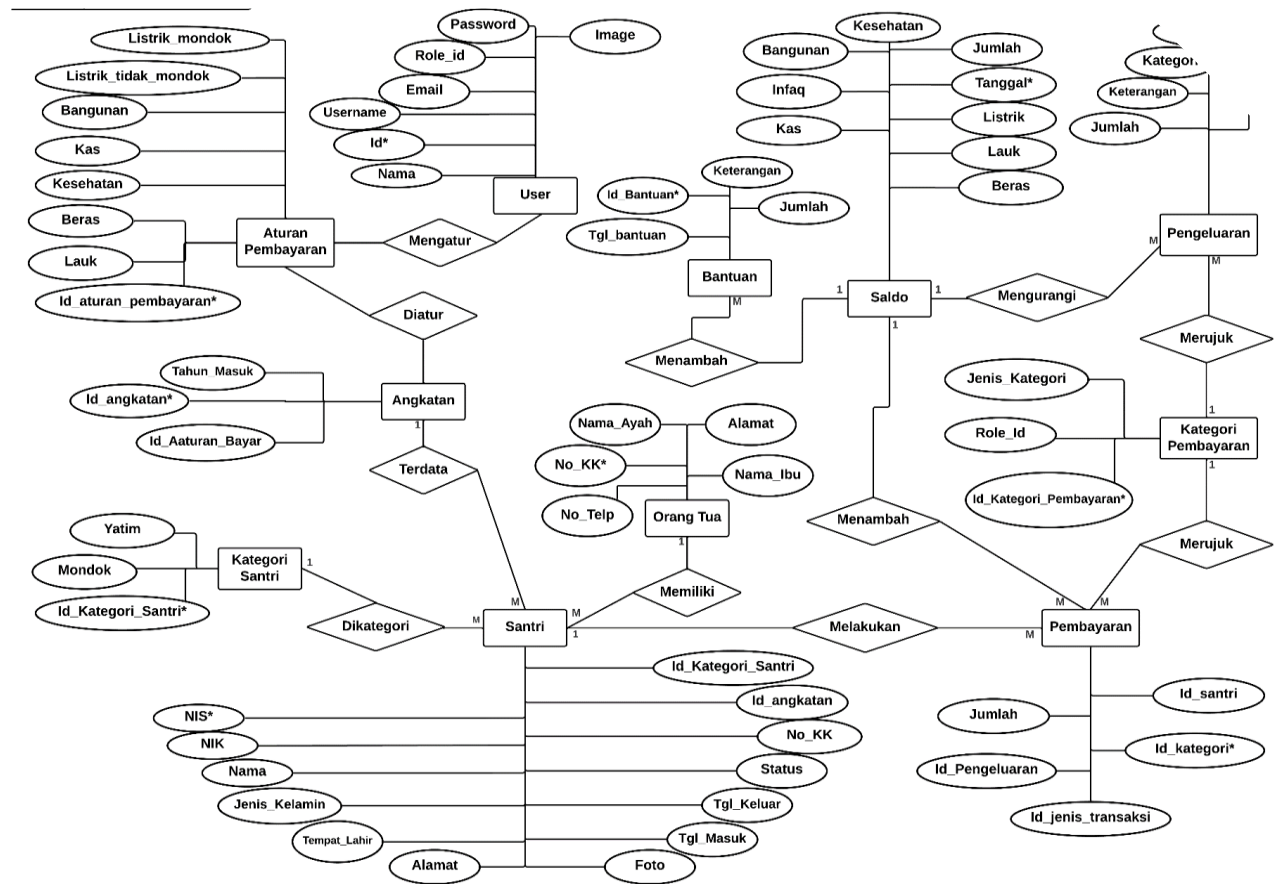 Listrik_mondok
Listrik_tidak_mondok
Bangunan
Kas
Kesehatan
Beras
Lauk
Id_aturan_pembayaran*
Aturan
Pembayaran
Mengatur
Password
Image
Role_id
Email
Username
Id*
Nama
User
Diatur
Tahun_Masuk
Id_angkatan*
Id_Aaturan_Bayar
Angkatan
1
Terdata
M
Keterangan
Id_Bantuan*
Jumlah
Tgl_bantuan
Bantuan
M
Menambah
1
Kesehatan
Bangunan
Jumlah
Infaq
Tanggal*
Listrik
Kas
Lauk
Beras
Saldo
1
1
Mengurangi
M
Keterangan
Jumlah
Pengeluaran
M
Merujuk
1
Jenis_Kategori
Role_Id
Id_Kategori_Pembayaran*
Kategori
Pembayaran
1
Merujuk
M
Menambah
M
Nama_Ayah
Alamat
No_KK*
Nama_Ibu
No_Telp
Orang Tua
1
Memiliki
M
Yatim
Mondok
Id_Kategori_Santri*
Kategori
Santri
1
Dikategori
M
Santri
1
Melakukan
M
Pembayaran
Id_Kategori_Santri
Id_angkatan
NIS*
No_KK
NIK
Nama
Status
Jenis_Kelamin
Tgl_Keluar
Tempat_Lahir
Tgl_Masuk
Alamat
Foto
Id_santri
Jumlah
Id_kategori*
Id_Pengeluaran
Id_jenis_transaksi